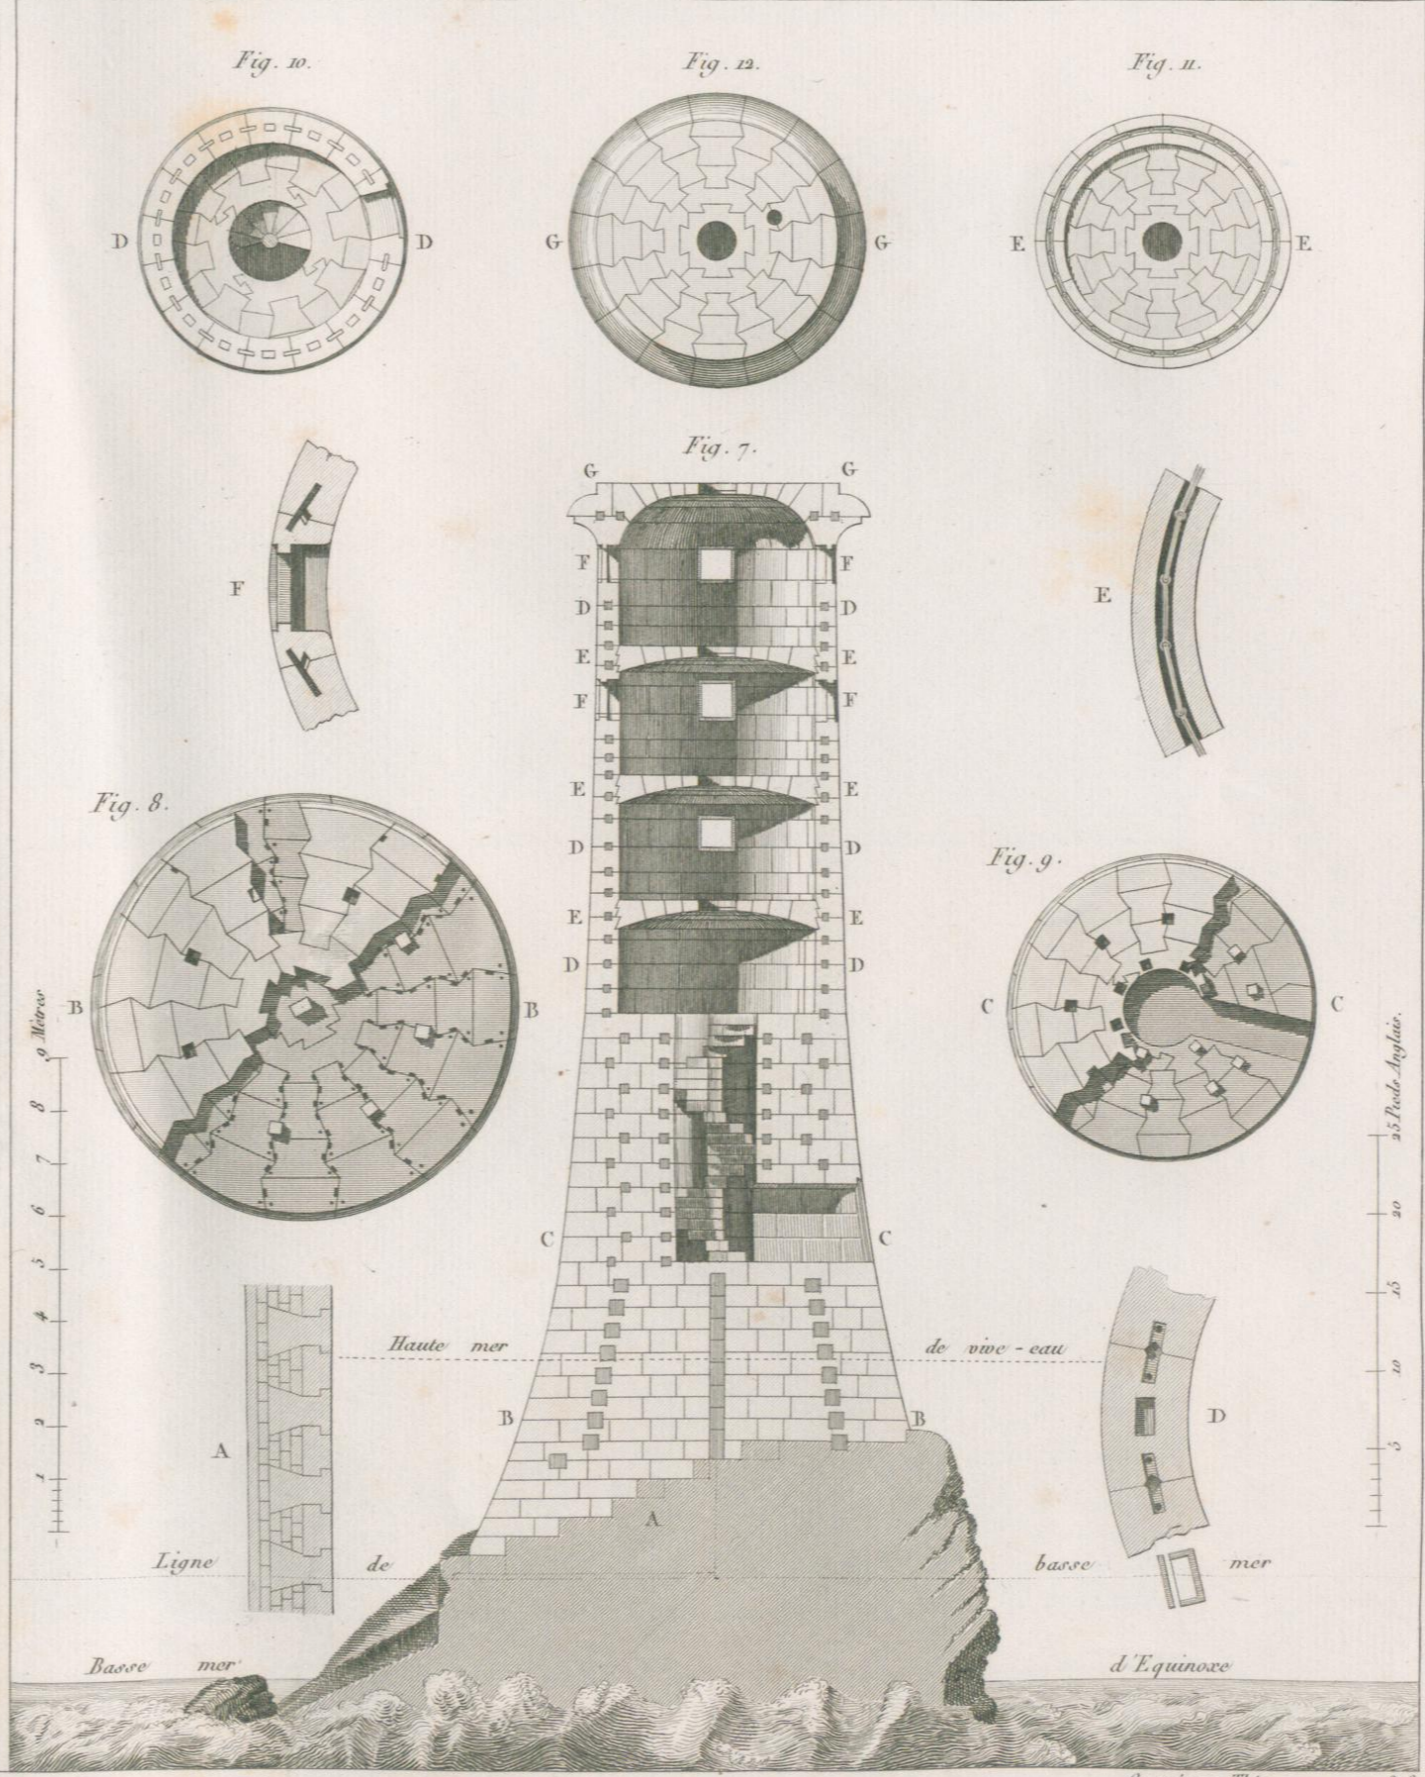 Fig. 10.
Fig. 12.
Fig. 11.
D D
G G
E E
Fig. 7.
G G
F F
D D
F
E
E E
F F
E E
Fig. 8.
D D
Fig. 9.
E E
D D
B B
C C
9 Mètres
8
7
6
5
4
3
2
1
25 Pieds Anglais.
20
15
10
5
C C
Haute mer de vive-eau
B B
A
D
A
Ligne de basse mer
Basse mer d'Equinoxe